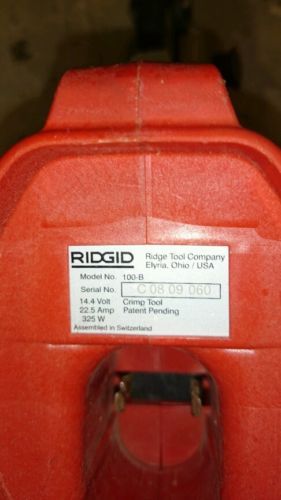 RIDGID Ridge Tool Company
Elyria, Ohio / USA
Model No. 100-B
Serial No. C 08 09 060
14.4 Volt Crimp Tool
22.5 Amp Patent Pending
325 W
Assembled in Switzerland